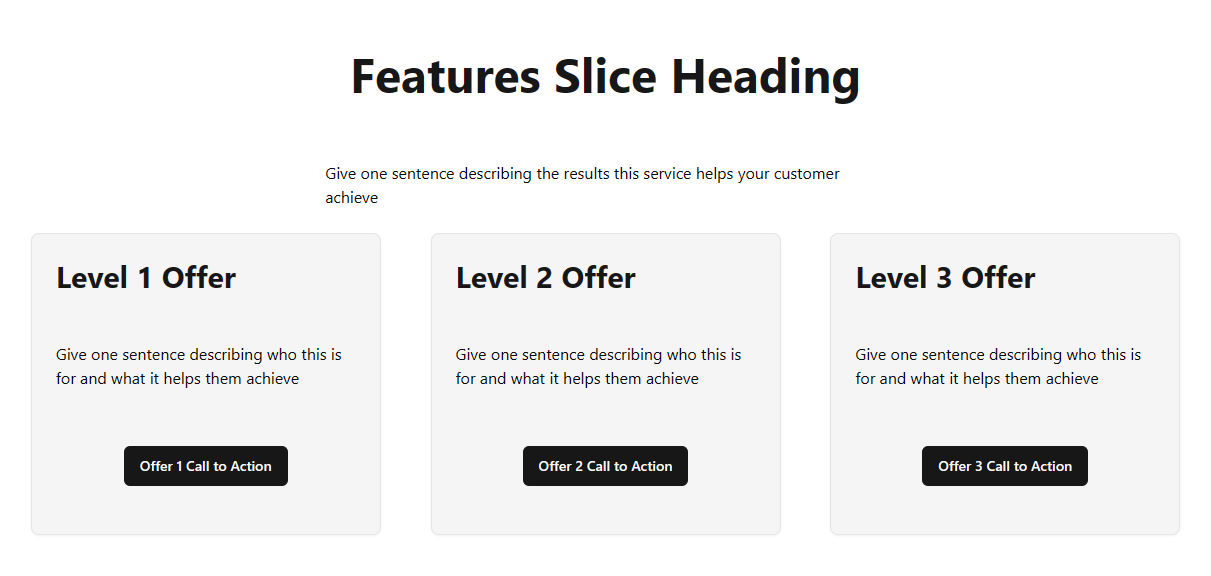 Features Slice Heading
Give one sentence describing the results this service helps your customer
achieve
Level 1 Offer
Give one sentence describing who this is
for and what it helps them achieve
Offer 1 Call to Action
Level 2 Offer
Give one sentence describing who this is
for and what it helps them achieve
Offer 2 Call to Action
Level 3 Offer
Give one sentence describing who this is
for and what it helps them achieve
Offer 3 Call to Action